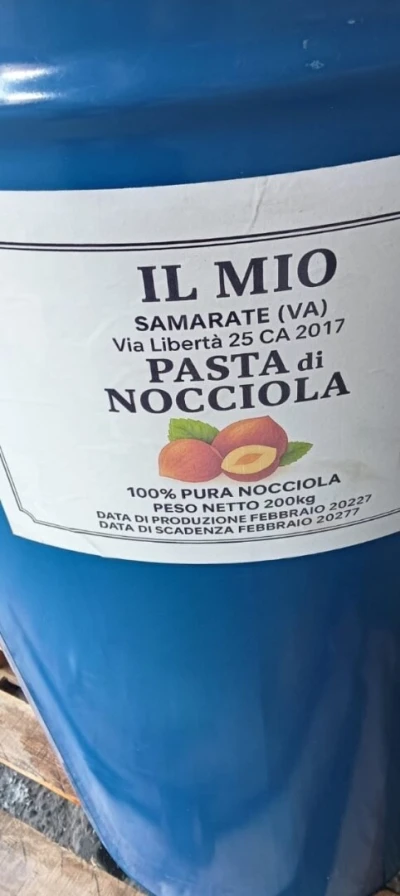 IL MIO
SAMARATE (VA)
Via Libertà 25 CA 2017
PASTA di
NOCCIOLA
100% PURA NOCCIOLA
PESO NETTO 200kg
DATA DI PRODUZIONE FEBBRAIO 20227
DATA DI SCADENZA FEBBRAIO 20277